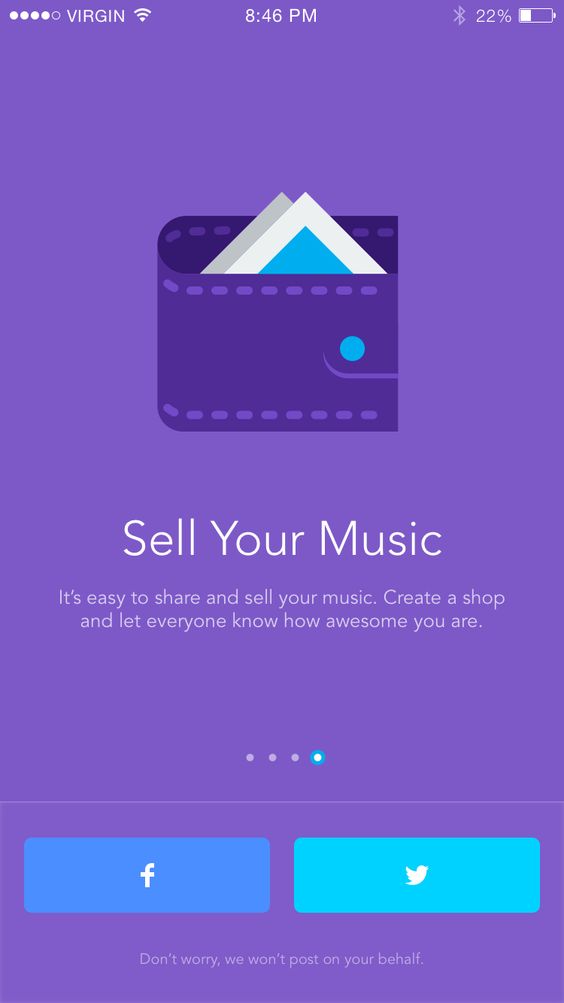 VIRGIN 8:46 PM 22%
Sell Your Music
It's easy to share and sell your music. Create a shop
and let everyone know how awesome you are.
Don't worry, we won't post on your behalf.